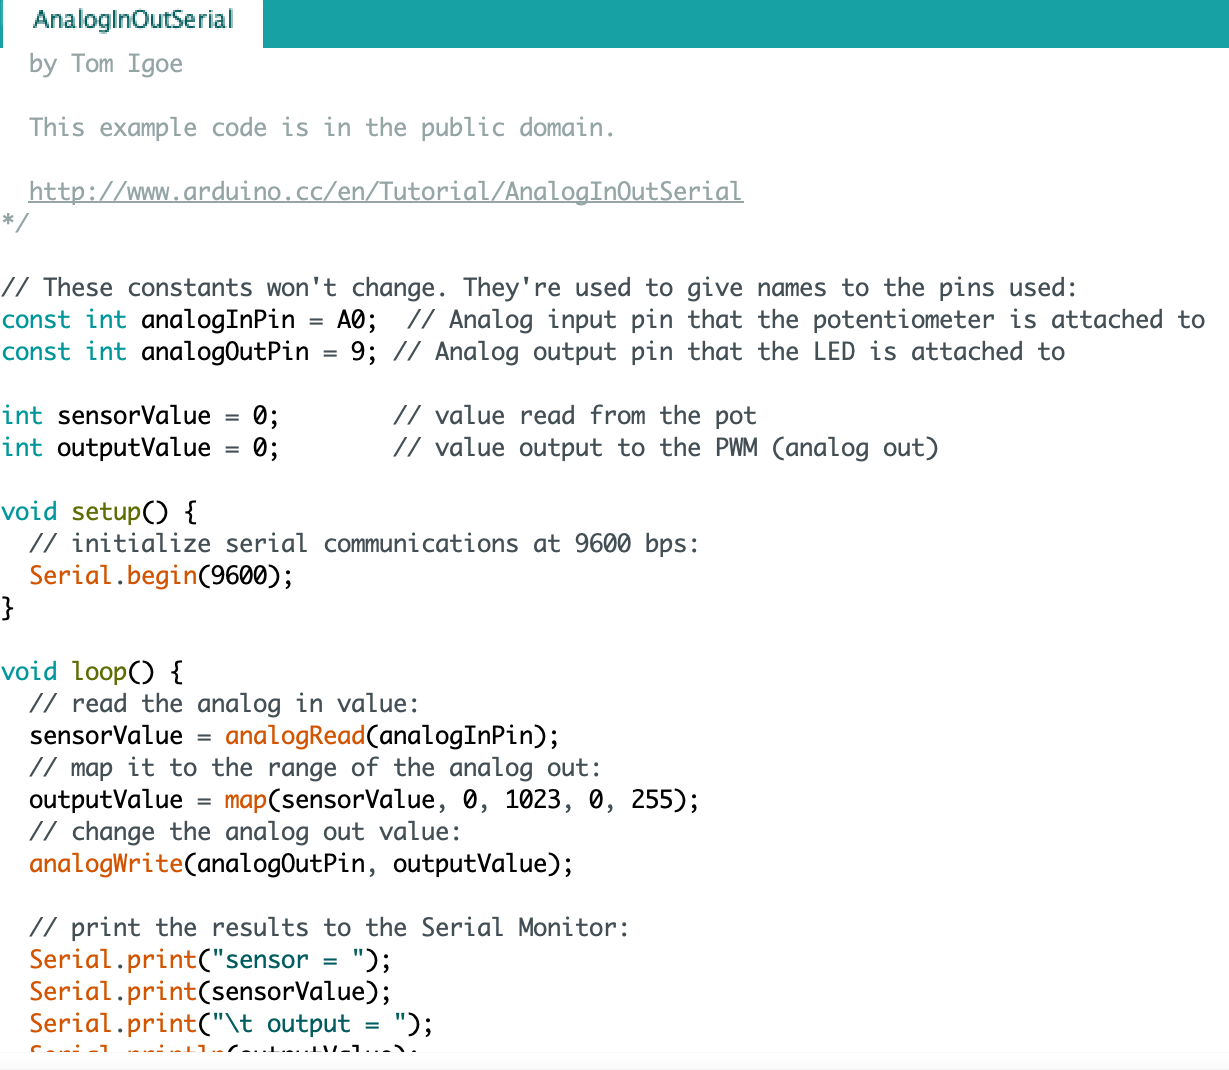 AnalogInOutSerial
by Tom Igoe
This example code is in the public domain.
http://www.arduino.cc/en/Tutorial/AnalogInOutSerial
*/
// These constants won't change. They're used to give names to the pins used:
const int analogInPin = A0;  // Analog input pin that the potentiometer is attached to
const int analogOutPin = 9; // Analog output pin that the LED is attached to
int sensorValue = 0;        // value read from the pot
int outputValue = 0;        // value output to the PWM (analog out)
void setup() {
  // initialize serial communications at 9600 bps:
  Serial.begin(9600);
}
void loop() {
  // read the analog in value:
  sensorValue = analogRead(analogInPin);
  // map it to the range of the analog out:
  outputValue = map(sensorValue, 0, 1023, 0, 255);
  // change the analog out value:
  analogWrite(analogOutPin, outputValue);
  // print the results to the Serial Monitor:
  Serial.print("sensor = ");
  Serial.print(sensorValue);
  Serial.print("\t output = ");
  Serial.println(outputValue);